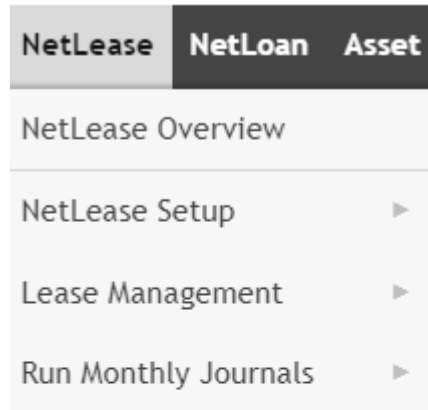 NetLease NetLoan Asset
NetLease Overview
NetLease Setup
Lease Management
Run Monthly Journals